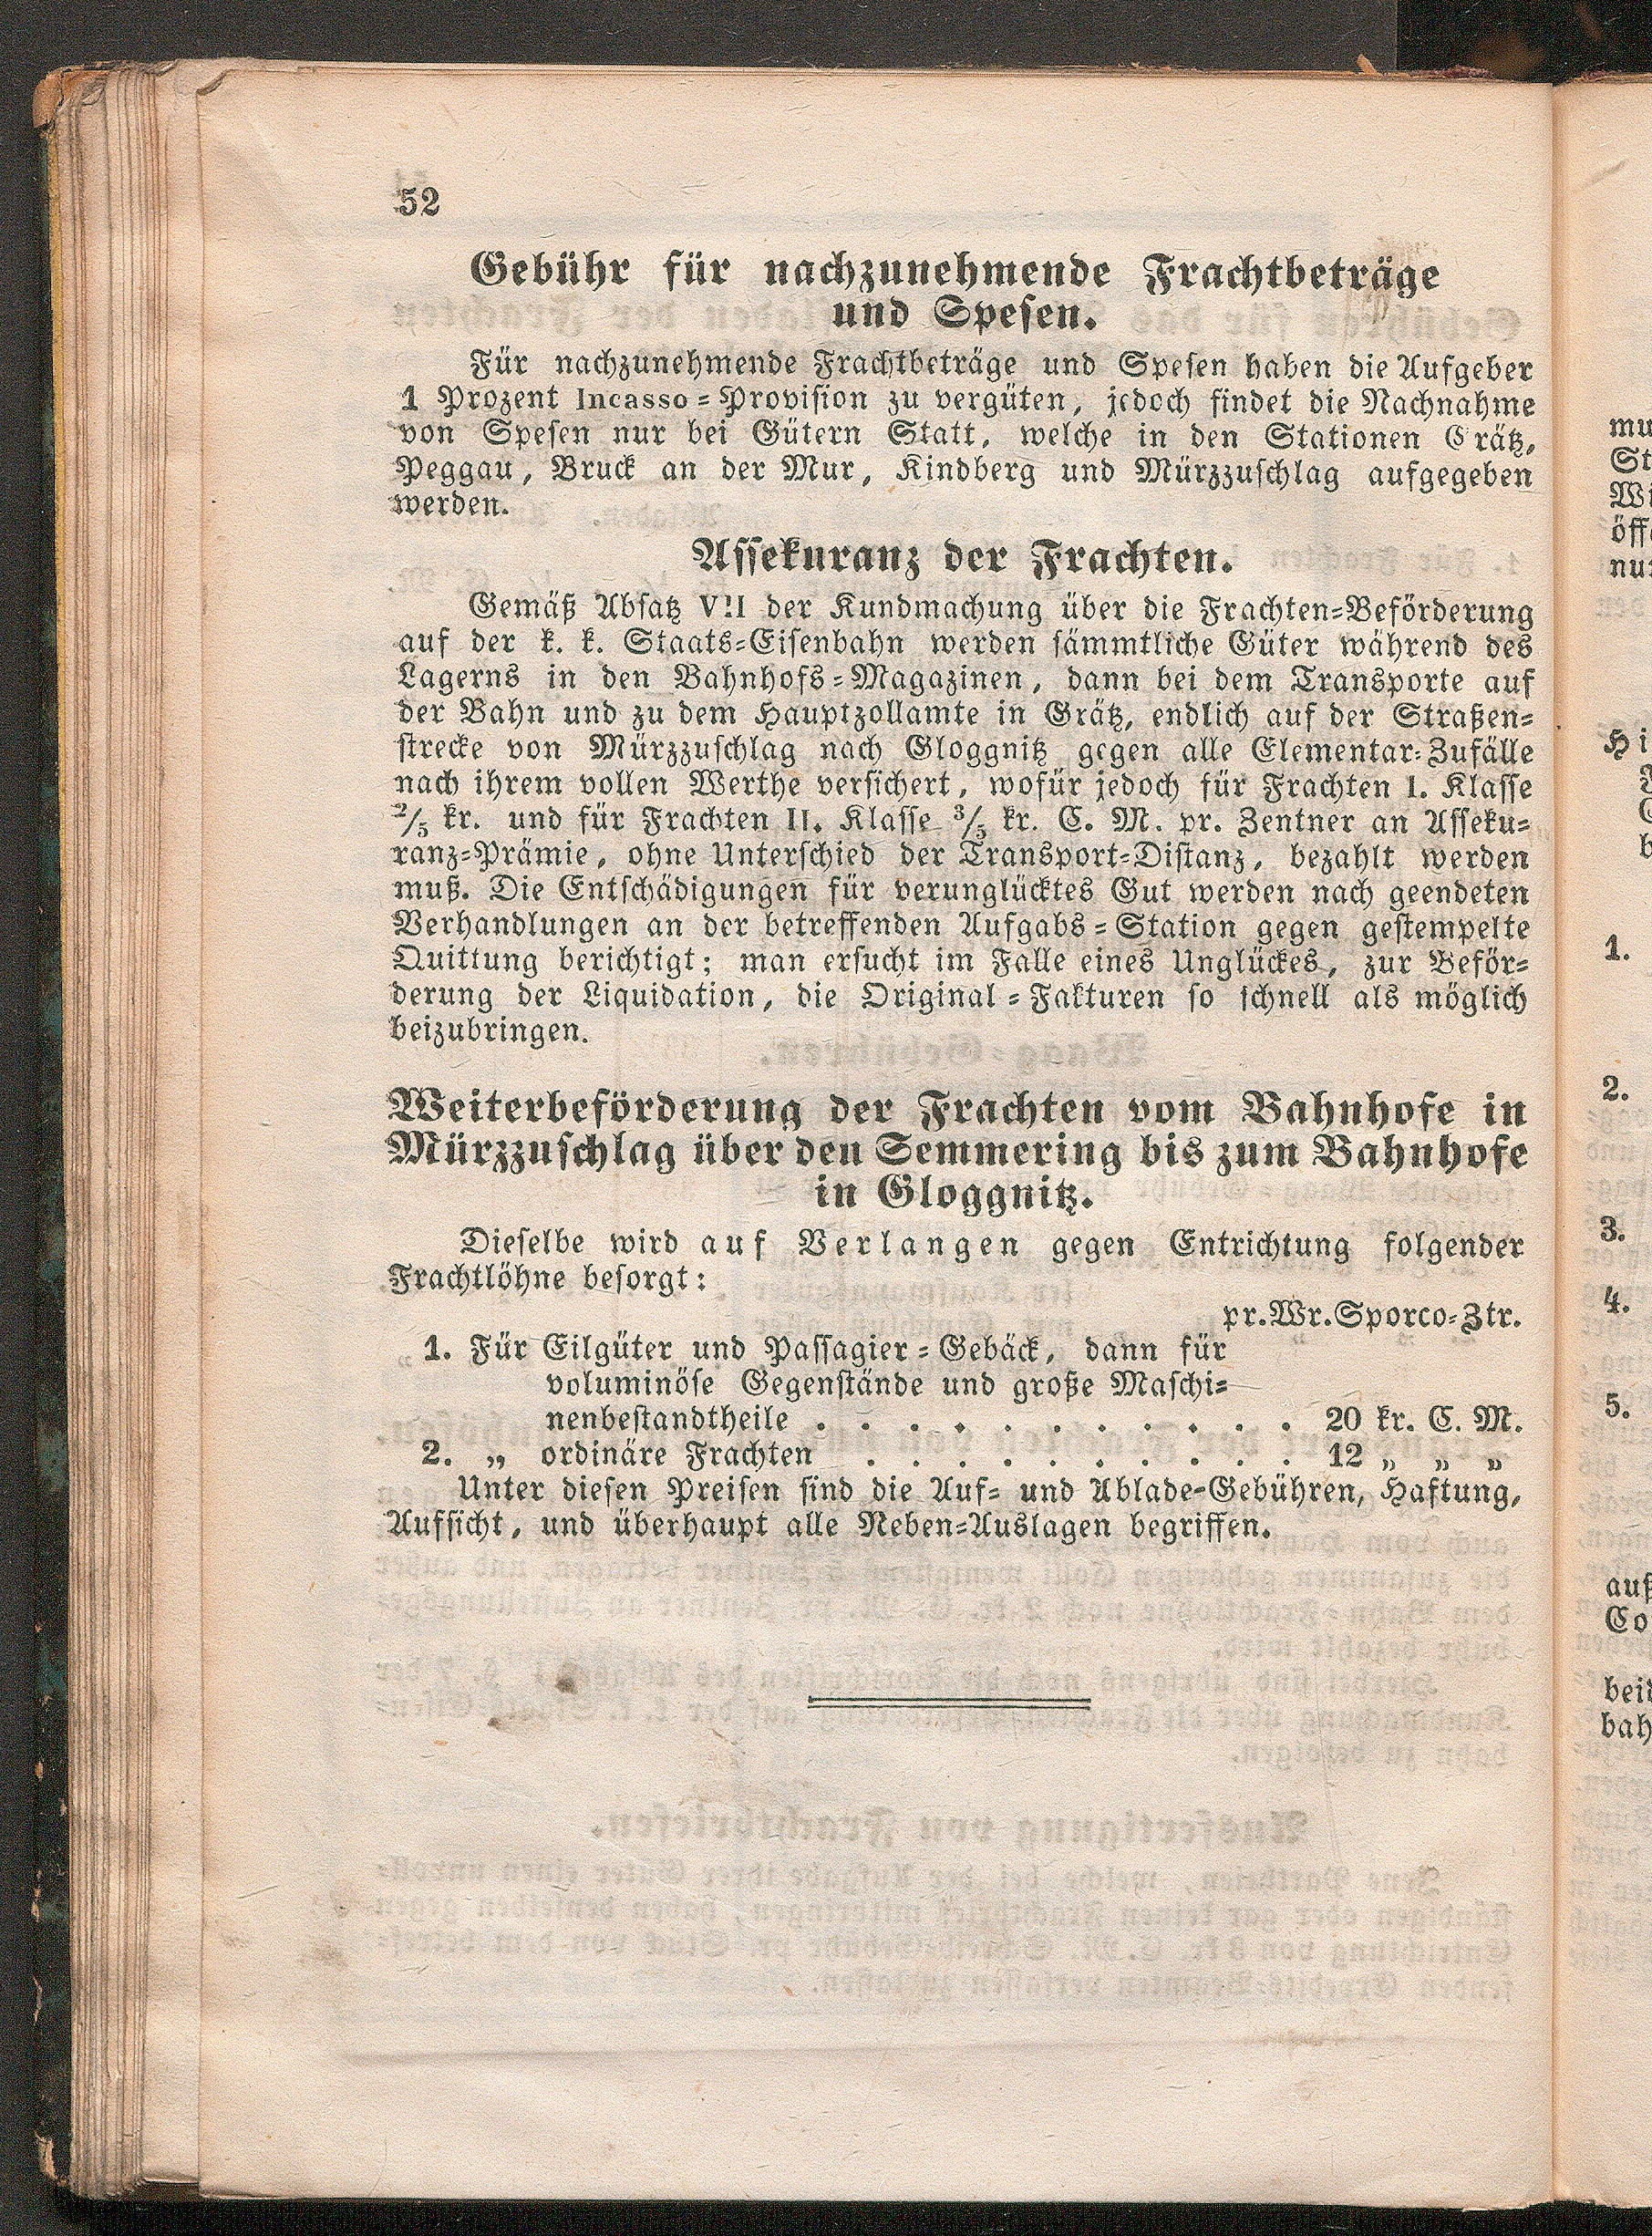 52
Gebühr für nachzunehmende Frachtbeträge
und Spesen.
Für nachzunehmende Frachtbeträge und Spesen haben die Aufgeber
1 Prozent Incasso=Provision zu vergüten, jedoch findet die Nachnahme
von Spesen nur bei Gütern Statt, welche in den Stationen Grätz,
Peggau, Bruck an der Mur, Kindberg und Mürzzuschlag aufgegeben
werden.
Assekuranz der Frachten.
Gemäß Absatz VII der Kundmachung über die Frachten=Beförderung
auf der k. k. Staats=Eisenbahn werden sämmtliche Güter während des
Lagerns in den Bahnhofs=Magazinen, dann bei dem Transporte auf
der Bahn und zu dem Hauptzollamte in Grätz, endlich auf der Straßen=
strecke von Mürzzuschlag nach Gloggnitz gegen alle Elementar=Zufälle
nach ihrem vollen Werthe versichert, wofür jedoch für Frachten I. Klasse
2/5 kr. und für Frachten II. Klasse 3/5 kr. C. M. pr. Zentner an Asseku=
ranz=Prämie, ohne Unterschied der Transport=Distanz, bezahlt werden
muß. Die Entschädigungen für verunglücktes Gut werden nach geendeten
Verhandlungen an der betreffenden Aufgabs=Station gegen gestempelte
Quittung berichtigt; man ersucht im Falle eines Unglückes, zur Beför=
derung der Liquidation, die Original=Fakturen so schnell als möglich
beizubringen.
Weiterbeförderung der Frachten vom Bahnhofe in
Mürzzuschlag über den Semmering bis zum Bahnhofe
in Gloggnitz.
Dieselbe wird auf Verlangen gegen Entrichtung folgender
Frachtlöhne besorgt:
pr.Wr.Sporco=Ztr.
1. Für Eilgüter und Passagier=Gebäck, dann für
voluminöse Gegenstände und große Maschi=
nenbestandtheile . . . . . . . . . . . 20 kr. C. M.
2. „ ordinäre Frachten . . . . . . . . . . 12 „ „ „
Unter diesen Preisen sind die Auf= und Ablade=Gebühren, Haftung,
Aufsicht, und überhaupt alle Neben=Auslagen begriffen.
1.
2.
3.
4.
5.